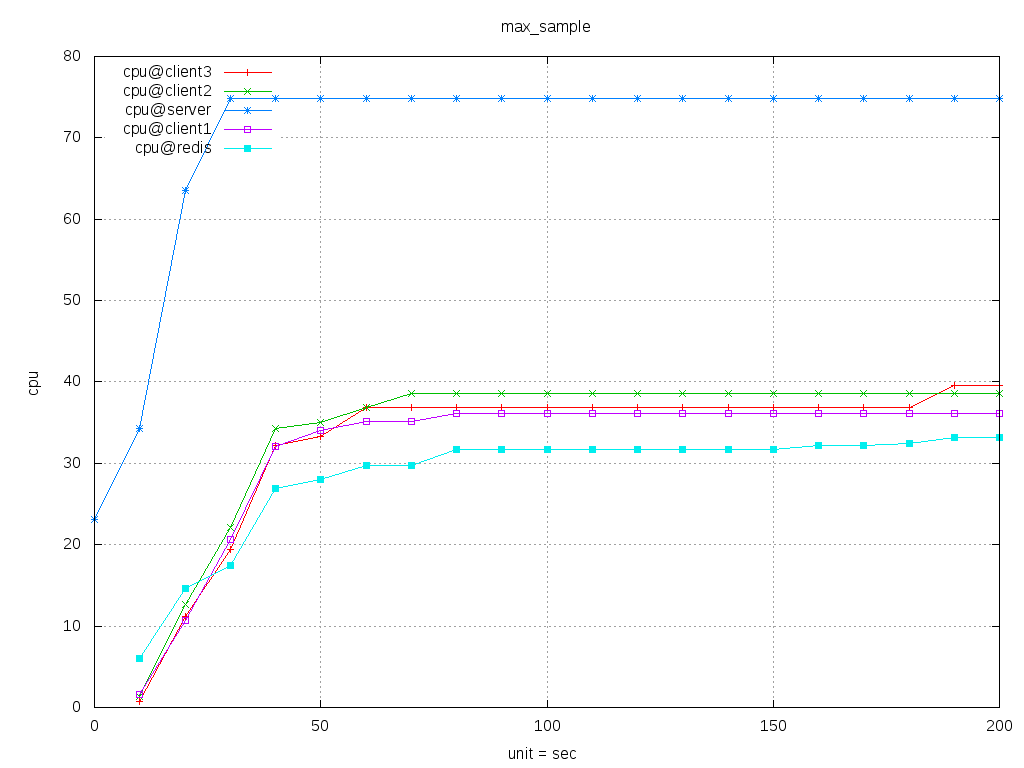 max_sample
80
70
60
50
40
30
20
10
0
cpu@client3
cpu@client2
cpu@server
cpu@client1
cpu@redis
cpu
0 50 100 150 200
unit = sec